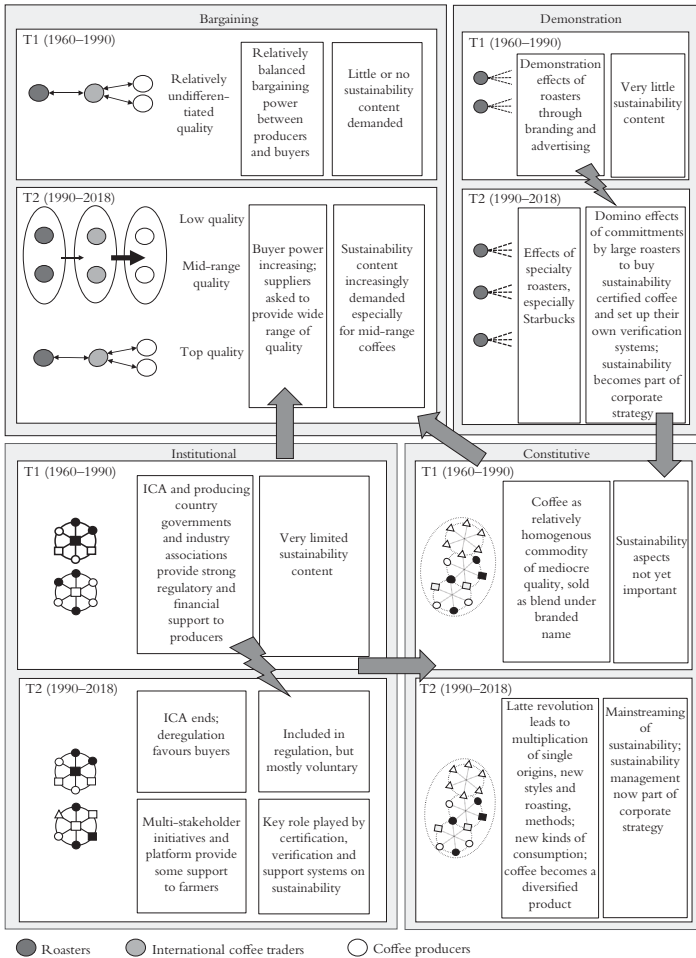 Bargaining
T1 (1960–1990)
Relatively
undifferen-
tiated
quality
Relatively
balanced
bargaining
power
between
producers
and buyers
Little or no
sustainability
content
demanded
T2 (1990–2018)
Low quality
Mid-range
quality
Top quality
Buyer power
increasing;
suppliers
asked to
provide wide
range of
quality
Sustainability
content
increasingly
demanded
especially
for mid-range
coffees
Demonstration
T1 (1960–1990)
Demonstration
effects of
roasters
through
branding and
advertising
Very little
sustainability
content
T2 (1990–2018)
Effects of
specialty
roasters,
especially
Starbucks
Domino effects
of committments
by large roasters
to buy
sustainability
certified coffee
and set up their
own verification
systems;
sustainability
becomes part of
corporate
strategy
Institutional
T1 (1960–1990)
ICA and producing
country
governments
and industry
associations
provide strong
regulatory and
financial
support to
producers
Very limited
sustainability
content
T2 (1990–2018)
ICA ends;
deregulation
favours buyers
Included in
regulation, but
mostly voluntary
Multi-stakeholder
initiatives and
platform provide
some support
to farmers
Key role played by
certification,
verification and
support systems on
sustainability
Constitutive
T1 (1960–1990)
Coffee as
relatively
homogenous
commodity
of mediocre
quality, sold
as blend under
branded
name
Sustainability
aspects
not yet
important
T2 (1990–2018)
Latte revolution
leads to
multiplication
of single
origins, new
styles and
roasting,
methods;
new kinds of
consumption;
coffee becomes a
diversified
product
Mainstreaming
of
sustainability;
sustainability
management
now part of
corporate
strategy
Roasters
International coffee traders
Coffee producers